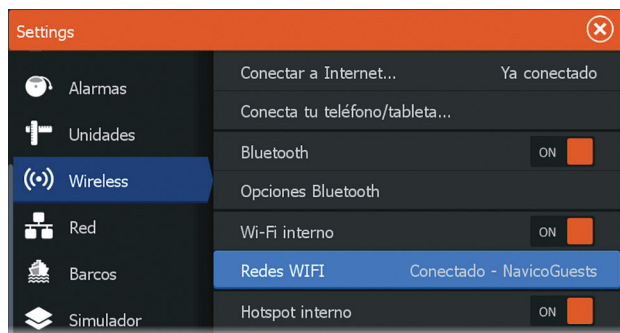 Settings
Alarmas
Unidades
Wireless
Red
Barcos
Simulador
Conectar a Internet... Ya conectado
Conecta tu teléfono/tableta...
Bluetooth ON
Opciones Bluetooth
Wi-Fi interno ON
Redes WIFI Conectado - NavicoGuests
Hotspot interno ON